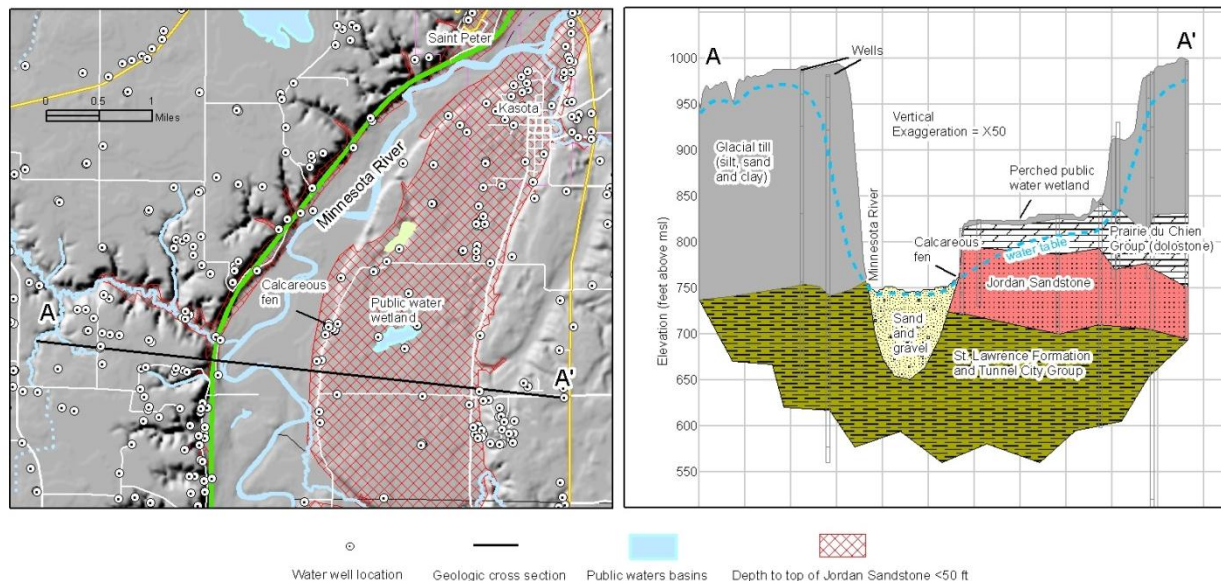 Saint Peter
0
0.5
1
Miles
Kasota
Minnesota River
Calcareous
fen
Public water
wetland
A
A'
A
A'
Wells
1000
950
900
850
800
750
700
650
600
550
Elevation (feet above msl)
Vertical
Exaggeration = X50
Glacial till
(silt, sand
and clay)
Perched public
water wetland
Minnesota River
Calcareous
fen
water table
Prairie du Chien
Group (dolostone)
Jordan Sandstone
Sand
and
gravel
St. Lawrence Formation
and Tunnel City Group
Water well location
Geologic cross section
Public waters basins
Depth to top of Jordan Sandstone <50 ft